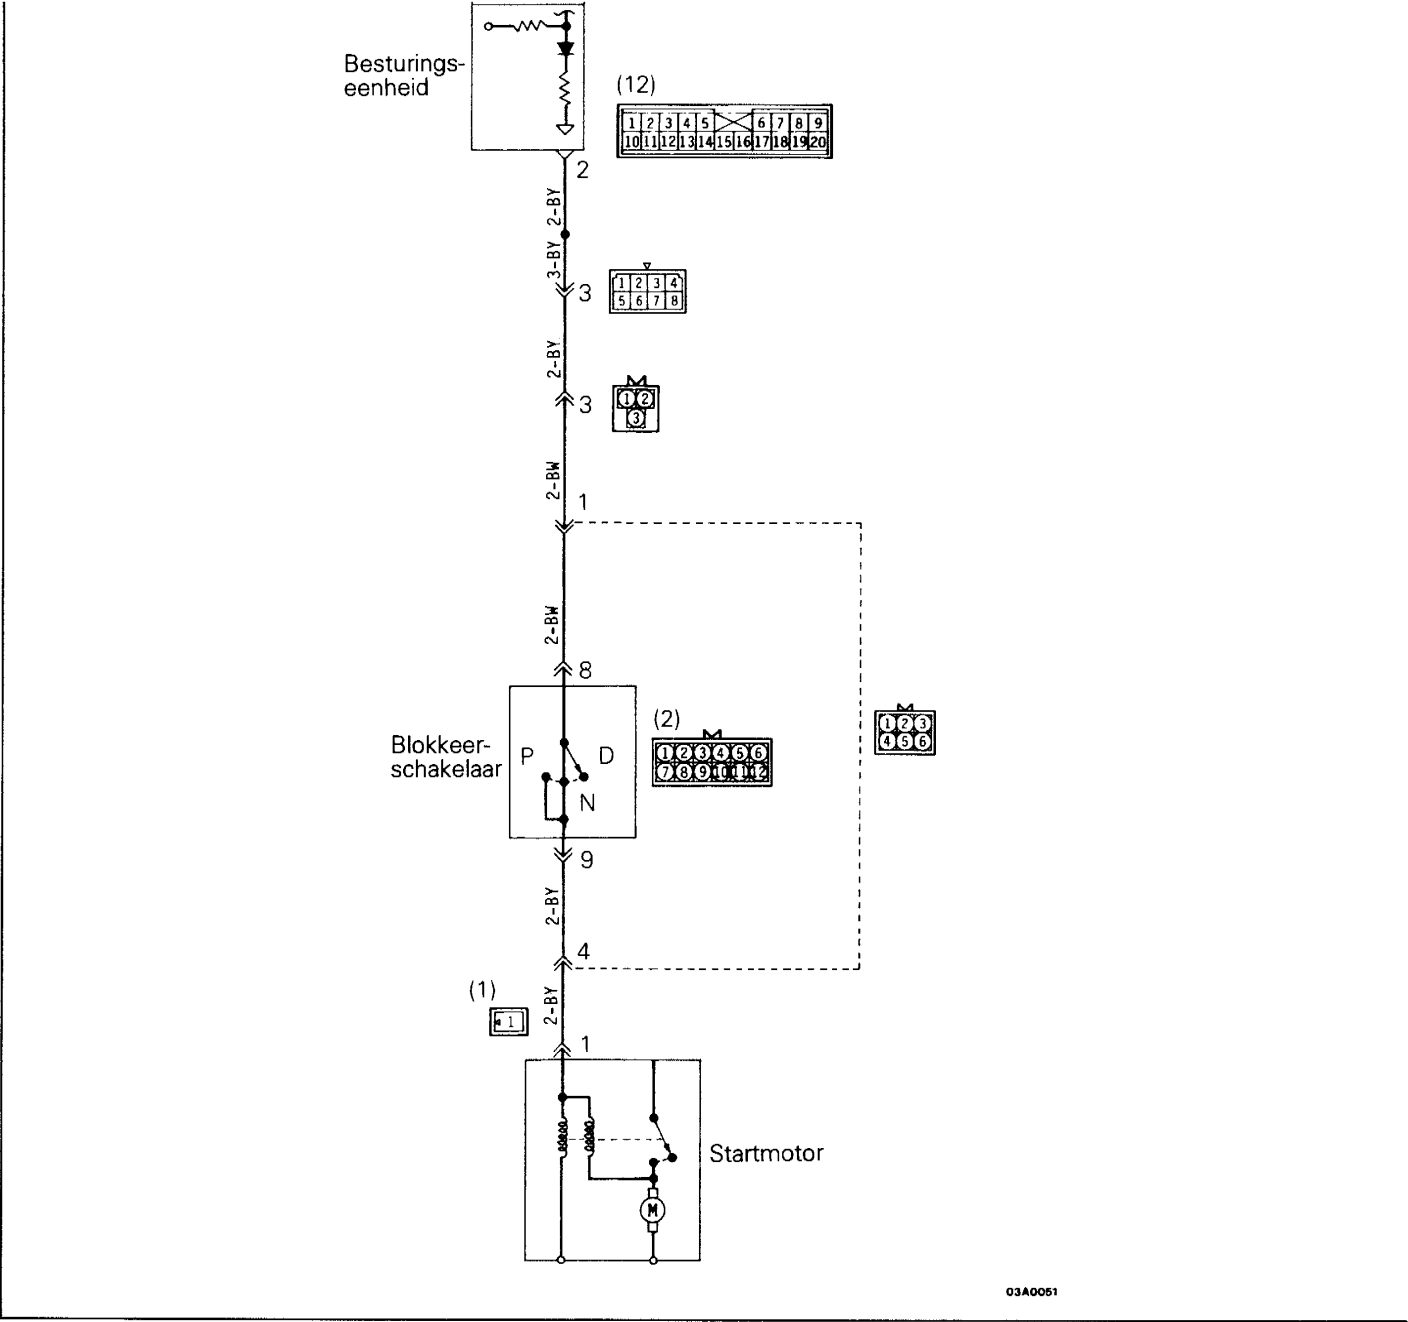 Besturings-
eenheid
(12)
1 2 3 4 5 6 7 8 9
10 11 12 13 14 15 16 17 18 19 20
2
2-BY
3-BY
3
1 2 3 4
5 6 7 8
2-BY
3
1 2
3
2-BW
1
2-BW
8
Blokkeer-
schakelaar
P
D
N
(2)
1 2 3 4 5 6
7 8 9 10 11 12
1 2 3
4 5 6
9
2-BY
4
(1)
1
2-BY
1
M
Startmotor
03A0051